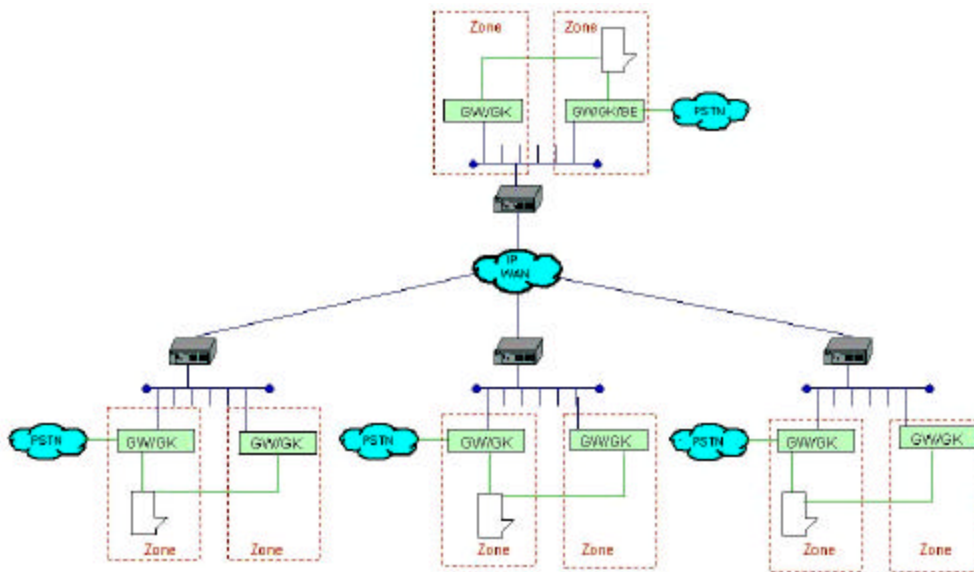 Zone Zone
GW/GK GW/GK/BE PSTN
IP
WAN
PSTN GW/GK GW/GK PSTN GW/GK GW/GK PSTN GW/GK GW/GK
Zone Zone Zone Zone Zone Zone